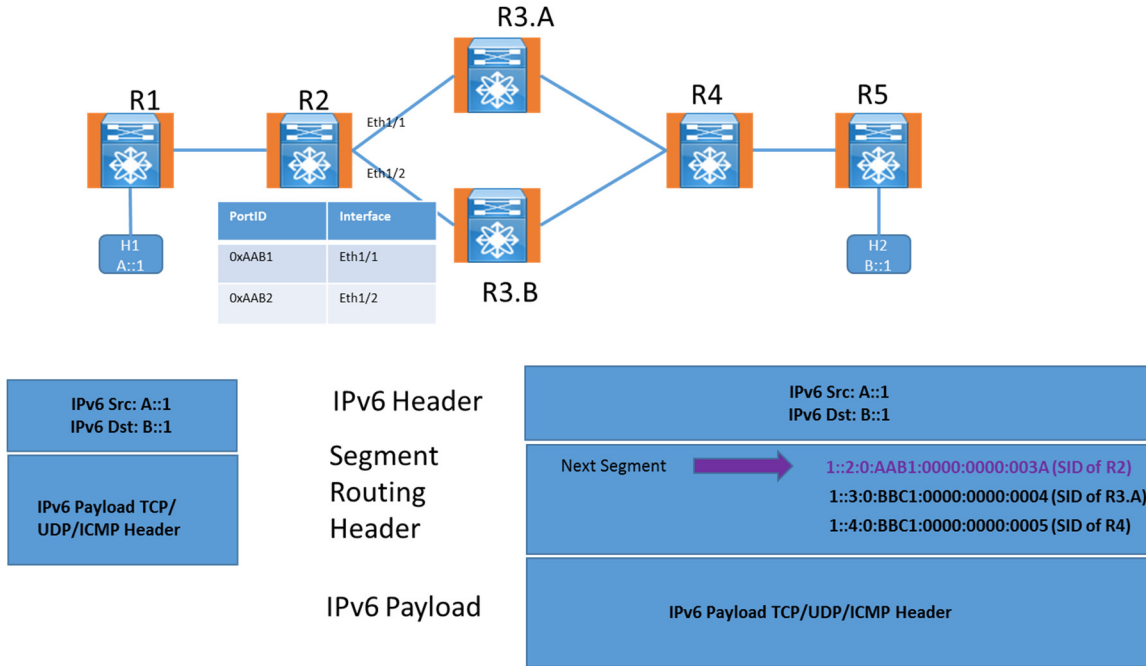 R3.A
R1
R2
R4
R5
Eth1/1
Eth1/2
H1
A::1
H2
B::1
PortID Interface
0xAAB1 Eth1/1
0xAAB2 Eth1/2
R3.B
IPv6 Src: A::1
IPv6 Dst: B::1
IPv6 Payload TCP/
UDP/ICMP Header
IPv6 Header
Segment
Routing
Header
IPv6 Payload
IPv6 Src: A::1
IPv6 Dst: B::1
Next Segment 1::2:0:AAB1:0000:0000:003A (SID of R2)
1::3:0:BBC1:0000:0000:0004 (SID of R3.A)
1::4:0:BBC1:0000:0000:0005 (SID of R4)
IPv6 Payload TCP/UDP/ICMP Header